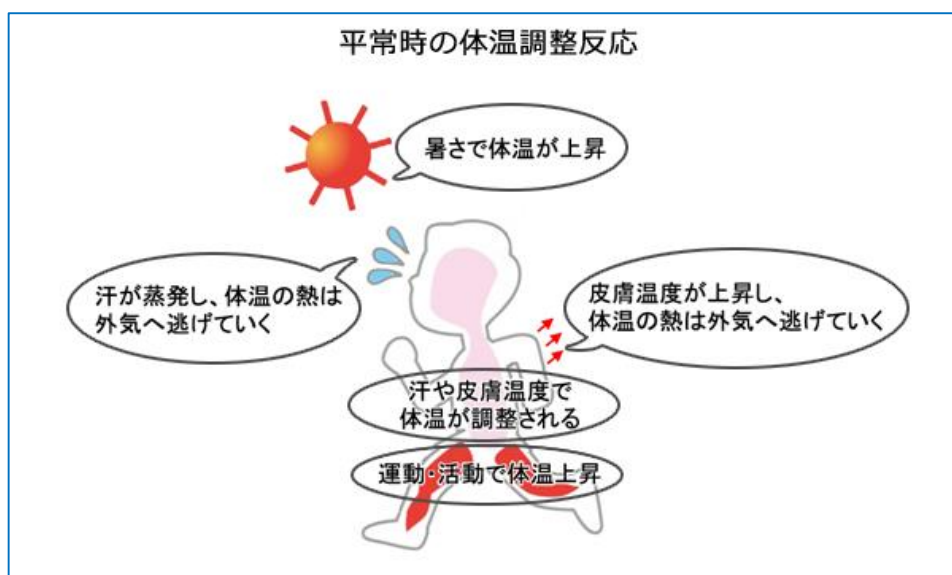 平常時の体温調整反応
暑さで体温が上昇
汗が蒸発し、体温の熱は
外気へ逃げていく
皮膚温度が上昇し、
体温の熱は外気へ逃げていく
汗や皮膚温度で
体温が調整される
運動・活動で体温上昇